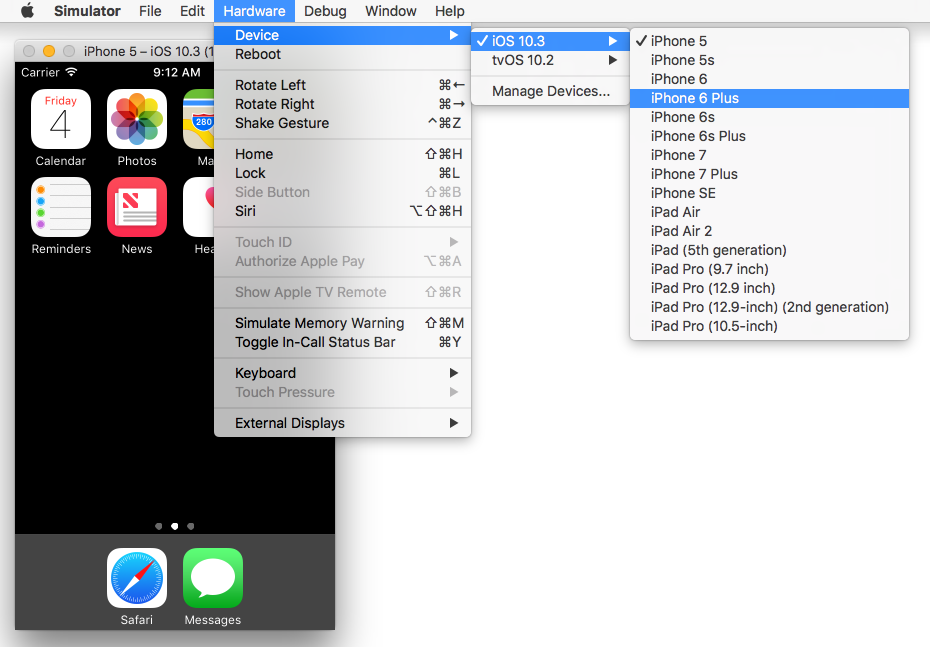 Simulator File Edit Hardware Debug Window Help
iPhone 5 – iOS 10.3 (1
Carrier 9:12 AM
Friday
4
280
Calendar Photos Ma
Reminders News Hea
Safari Messages
Device
Reboot
Rotate Left ⌘←
Rotate Right ⌘→
Shake Gesture ^⌘Z
Home ⇧⌘H
Lock ⌘L
Side Button ⇧⌘B
Siri ⌥⇧⌘H
Touch ID
Authorize Apple Pay ⌥⌘A
Show Apple TV Remote ⇧⌘R
Simulate Memory Warning ⇧⌘M
Toggle In-Call Status Bar ⌘Y
Keyboard
Touch Pressure
External Displays
✓ iOS 10.3
tvOS 10.2
Manage Devices...
✓ iPhone 5
iPhone 5s
iPhone 6
iPhone 6 Plus
iPhone 6s
iPhone 6s Plus
iPhone 7
iPhone 7 Plus
iPhone SE
iPad Air
iPad Air 2
iPad (5th generation)
iPad Pro (9.7 inch)
iPad Pro (12.9 inch)
iPad Pro (12.9-inch) (2nd generation)
iPad Pro (10.5-inch)